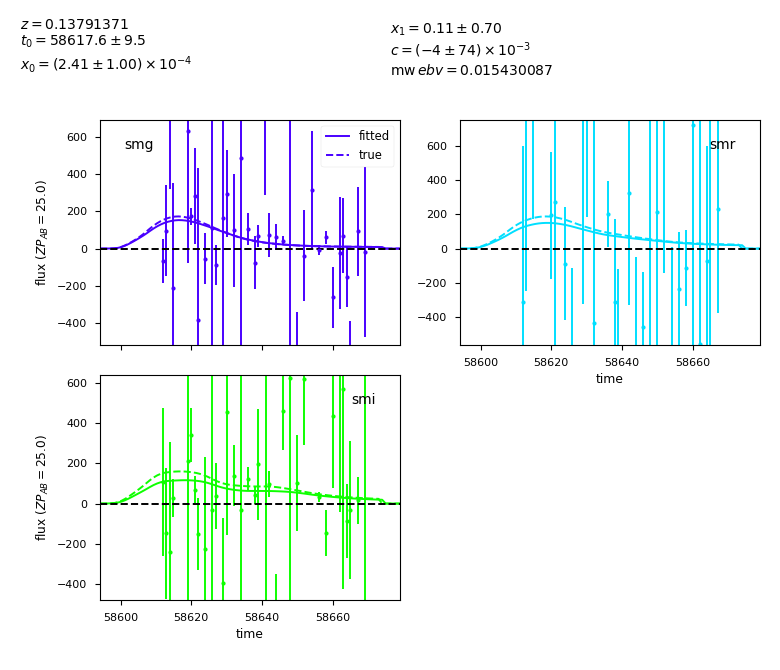 z = 0.13791371
t₀ = 58617.6 ± 9.5
x₀ = (2.41 ± 1.00) × 10⁻⁴
x₁ = 0.11 ± 0.70
c = (−4 ± 74) × 10⁻³
mw ebv = 0.015430087
smg
fitted
true
600
400
200
0
−200
−400
flux (ZP_AB = 25.0)
smr
600
400
200
0
−200
−400
58600
58620
58640
58660
time
smi
600
400
200
0
−200
−400
flux (ZP_AB = 25.0)
58600
58620
58640
58660
time